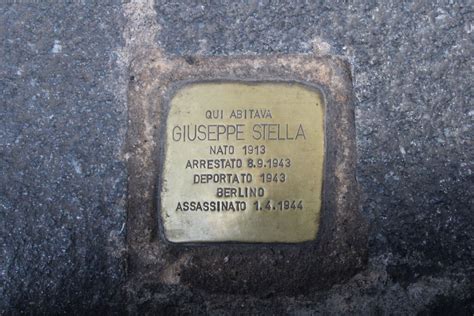 QUI ABITAVA
GIUSEPPE STELLA
NATO 1913
ARRESTATO 8.9.1943
DEPORTATO 1943
BERLINO
ASSASSINATO 1.4.1944